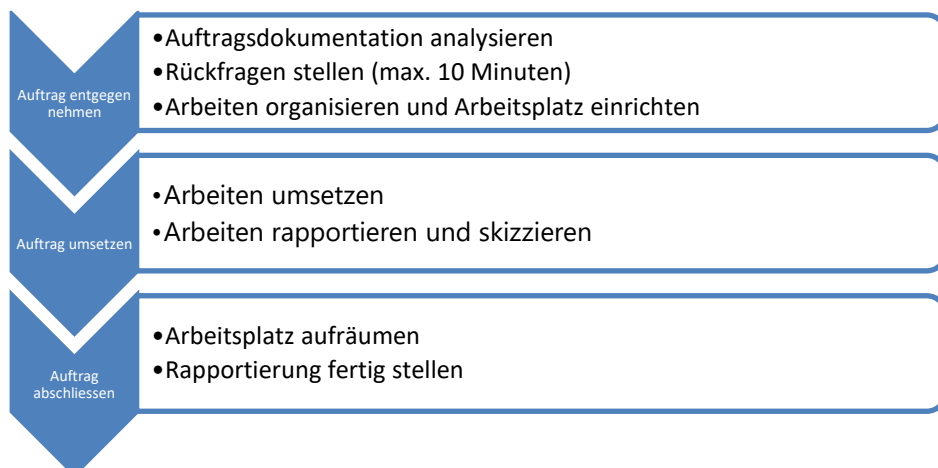 Auftrag entgegen
nehmen
•Auftragsdokumentation analysieren
•Rückfragen stellen (max. 10 Minuten)
•Arbeiten organisieren und Arbeitsplatz einrichten
Auftrag umsetzen
•Arbeiten umsetzen
•Arbeiten rapportieren und skizzieren
Auftrag
abschliessen
•Arbeitsplatz aufräumen
•Rapportierung fertig stellen